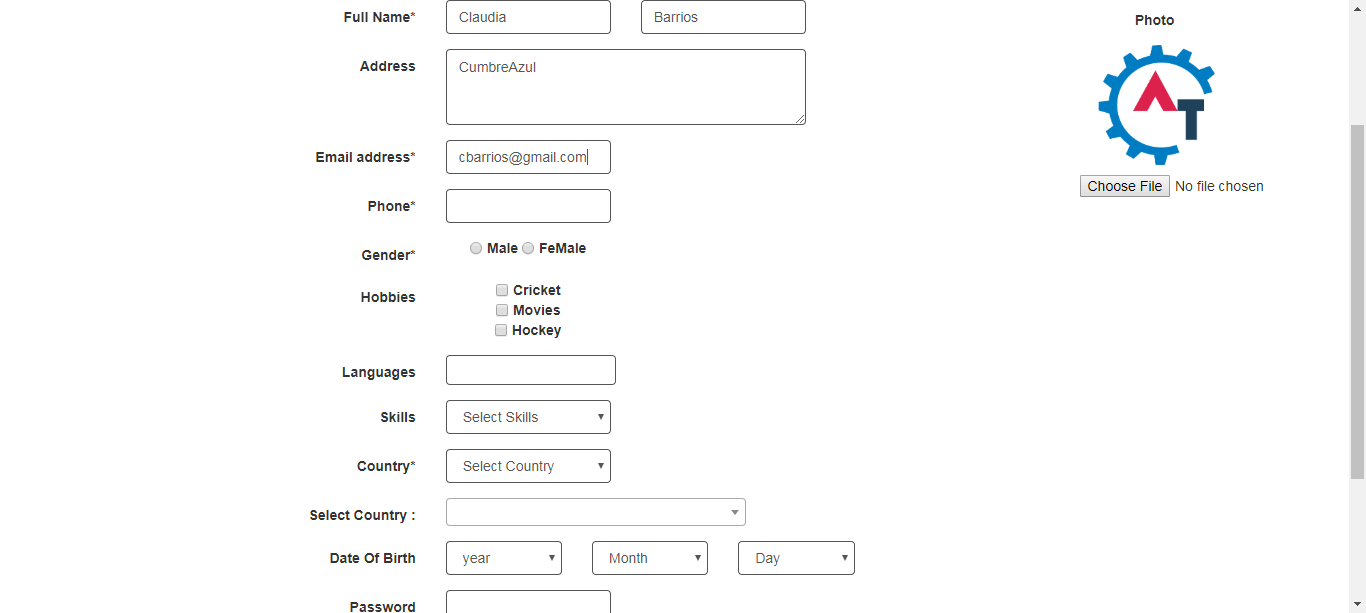 Full Name* Claudia Barrios
Photo
Address CumbreAzul
AT
Email address* cbarrios@gmail.com
Choose File No file chosen
Phone*
Gender* Male FeMale
Hobbies Cricket
Movies
Hockey
Languages
Skills Select Skills
Country* Select Country
Select Country :
Date Of Birth year Month Day
Password